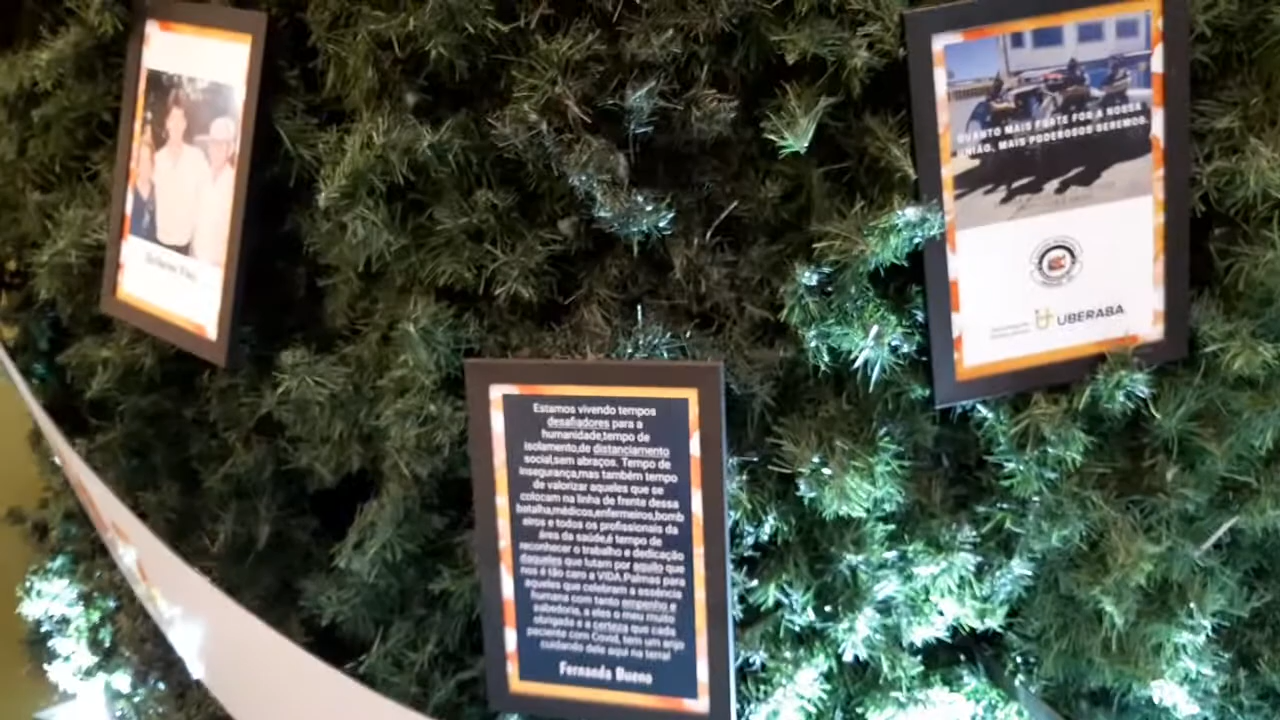 QUANTO MAIS FORTE FOR A NOSSA
UNIÃO, MAIS PODEROSOS SEREMOS.
UBERABA
Estamos vivendo tempos
desafiadores para a
humanidade,tempo de
isolamento,de distanciamento
social,sem abraços. Tempo de
insegurança,mas também tempo
de valorizar aqueles que se
colocam na linha de frente dessa
batalha,médicos,enfermeiros,bomb
eiros e todos os profissionais da
área da saúde,é tempo de
reconhecer o trabalho e dedicação
daqueles que lutam por aquilo que
nos é tão caro a VIDA.Palmas para
aqueles que celebram a essência
humana com tanto empenho e
sabedoria, a eles o meu muito
obrigada e a certeza que cada
paciente com Covid, tem um anjo
cuidando dele aqui na terra!
Fernanda Bueno